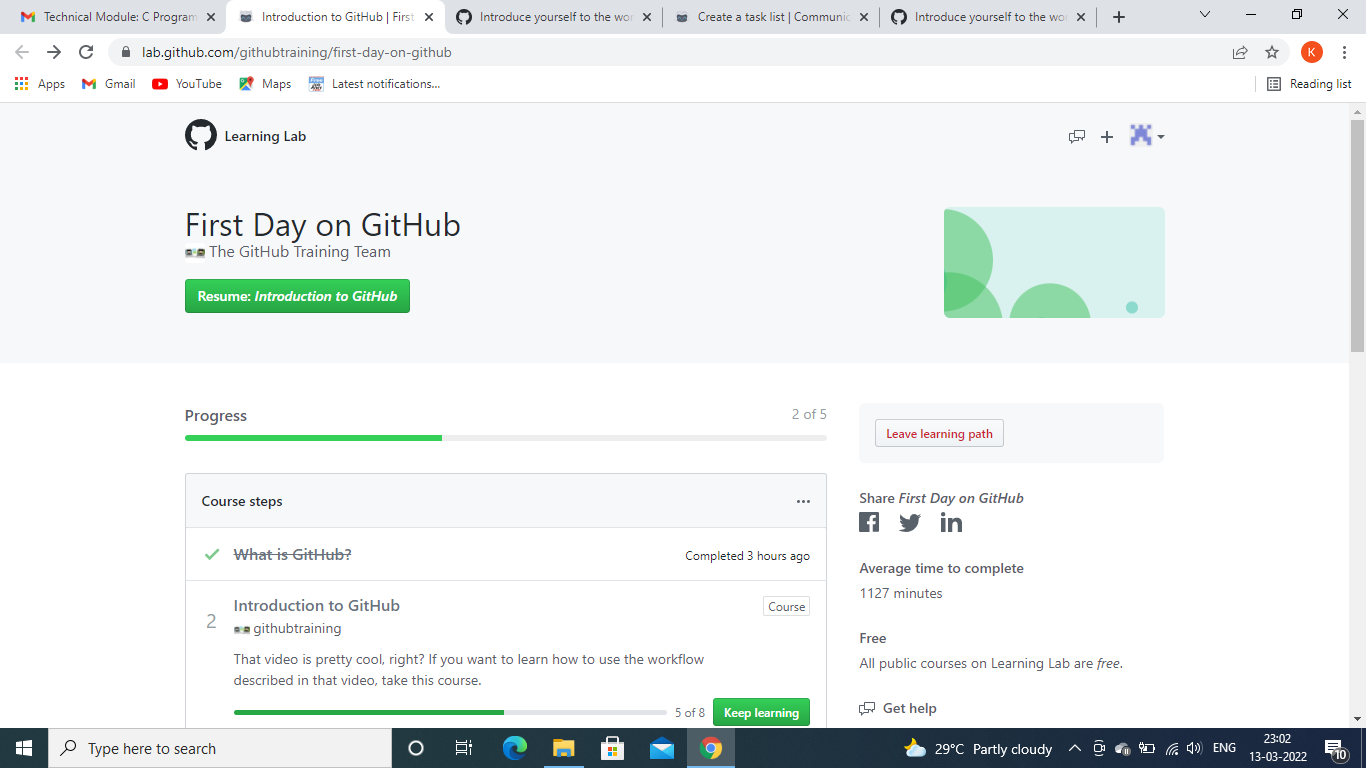 Technical Module: C Program
Introduction to GitHub | First
Introduce yourself to the wor
Create a task list | Communic
Introduce yourself to the wor
lab.github.com/githubtraining/first-day-on-github
K
Apps
Gmail
YouTube
Maps
Latest notifications...
Reading list
Learning Lab
First Day on GitHub
The GitHub Training Team
Resume: Introduction to GitHub
Progress
2 of 5
Leave learning path
Course steps
What is GitHub?
Completed 3 hours ago
2
Introduction to GitHub
Course
githubtraining
That video is pretty cool, right? If you want to learn how to use the workflow
described in that video, take this course.
5 of 8
Keep learning
Share First Day on GitHub
Average time to complete
1127 minutes
Free
All public courses on Learning Lab are free.
Get help
Type here to search
29°C Partly cloudy
ENG
23:02
13-03-2022
10